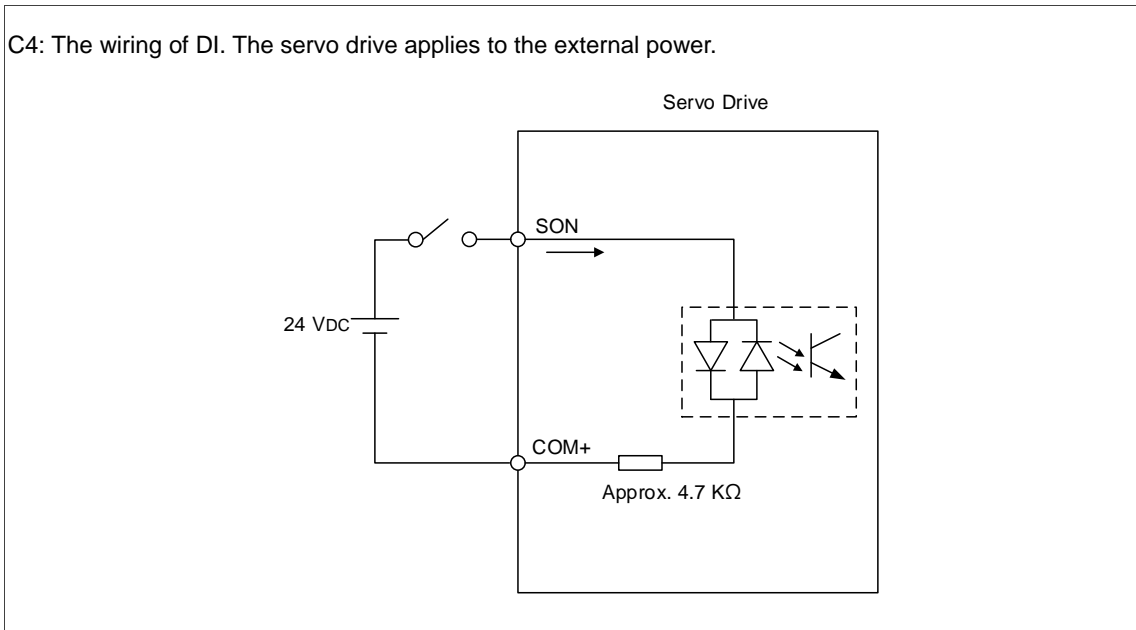 C4: The wiring of DI. The servo drive applies to the external power.
Servo Drive
SON
24 VDC
COM+
Approx. 4.7 KΩ